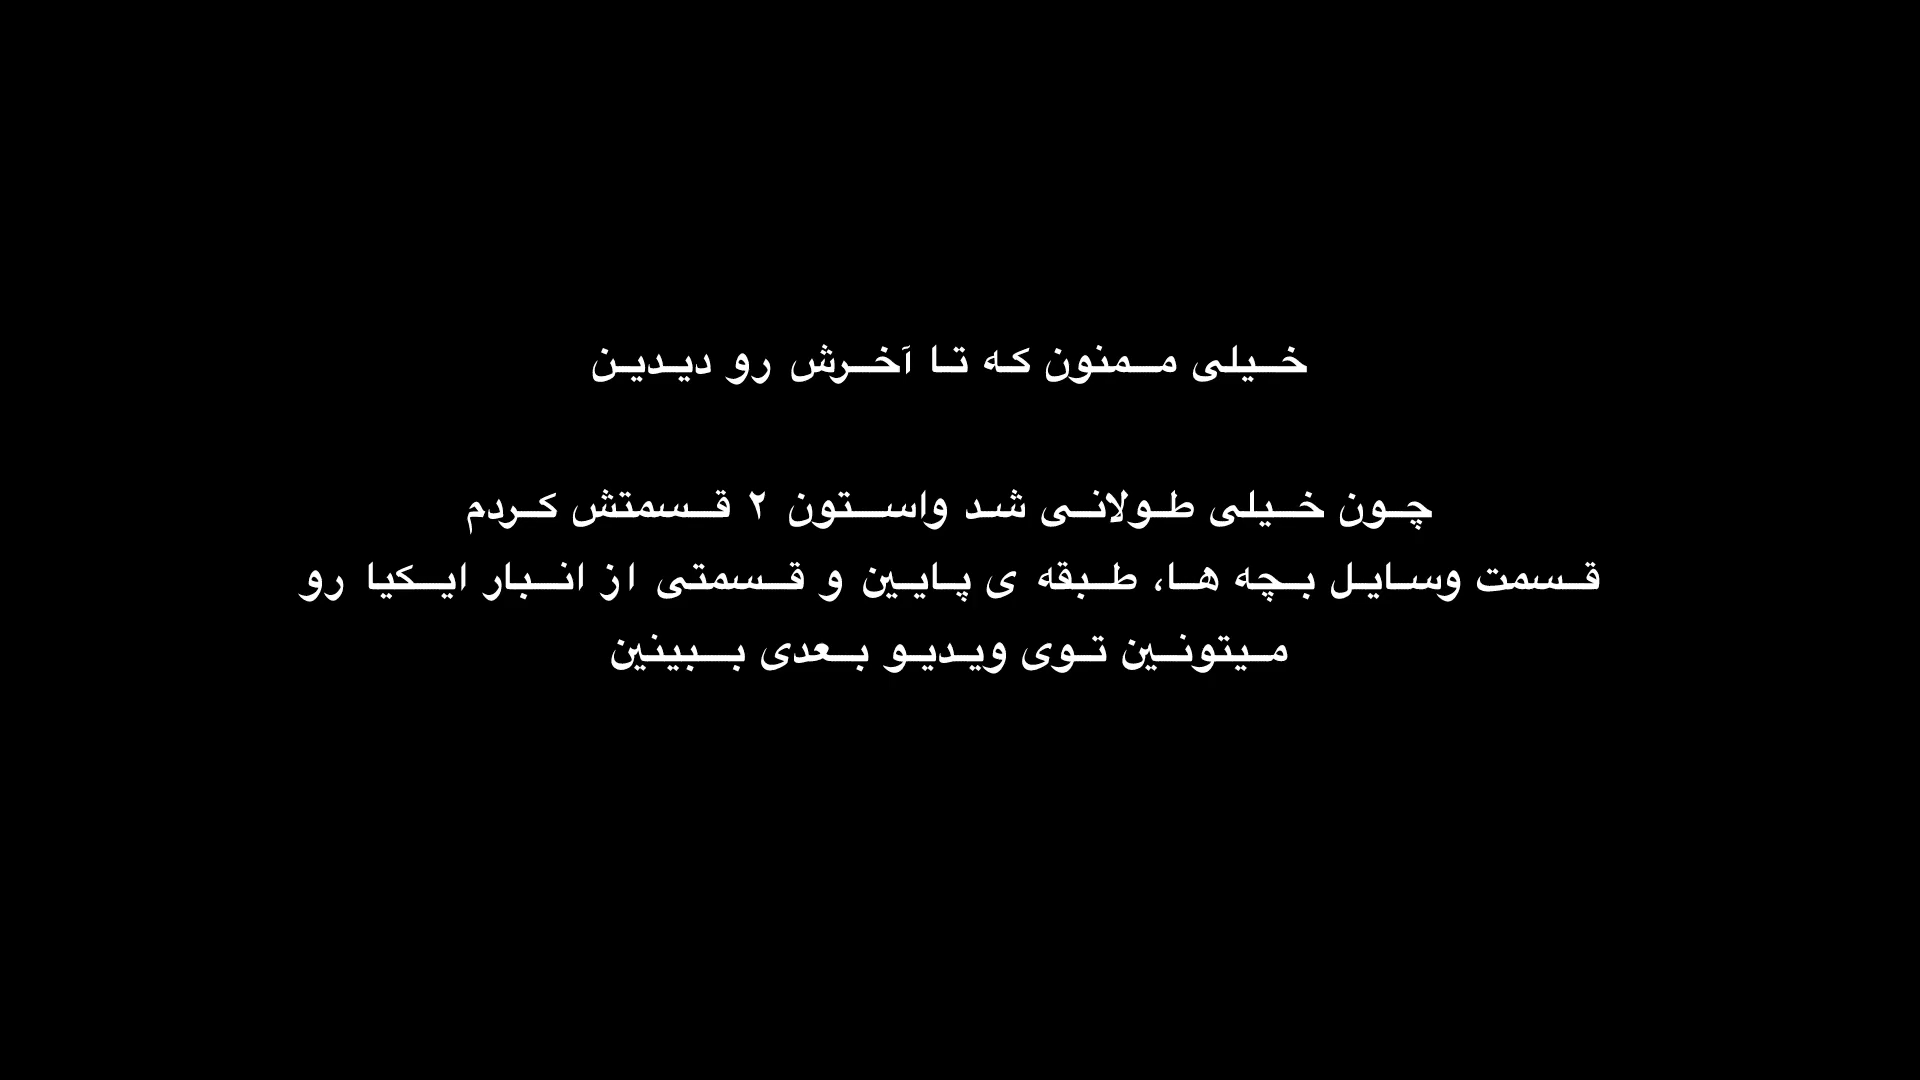 خیلی ممنون که تا آخرش رو دیدین
چون خیلی طولانی شد واستون ۲ قسمتش کردم
قسمت وسایل بچه ها، طبقه ی پایین و قسمتی از انبار ایکیا رو
میتونین توی ویدیو بعدی ببینین